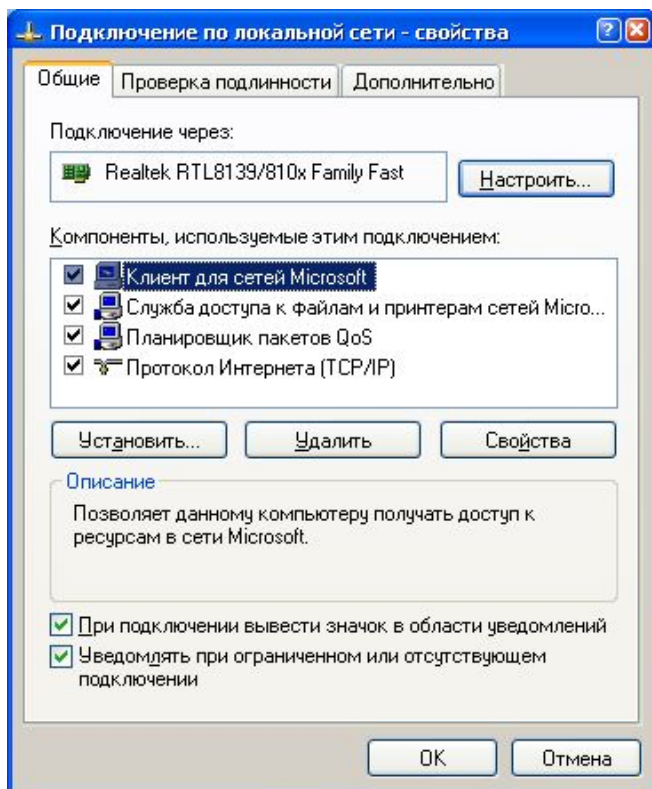 Подключение по локальной сети - свойства
Общие
Проверка подлинности
Дополнительно
Подключение через:
Realtek RTL8139/810x Family Fast
Настроить...
Компоненты, используемые этим подключением:
Клиент для сетей Microsoft
Служба доступа к файлам и принтерам сетей Micro...
Планировщик пакетов QoS
Протокол Интернета (TCP/IP)
Установить...
Удалить
Свойства
Описание
Позволяет данному компьютеру получать доступ к
ресурсам в сети Microsoft.
При подключении вывести значок в области уведомлений
Уведомлять при ограниченном или отсутствующем
подключении
OK
Отмена